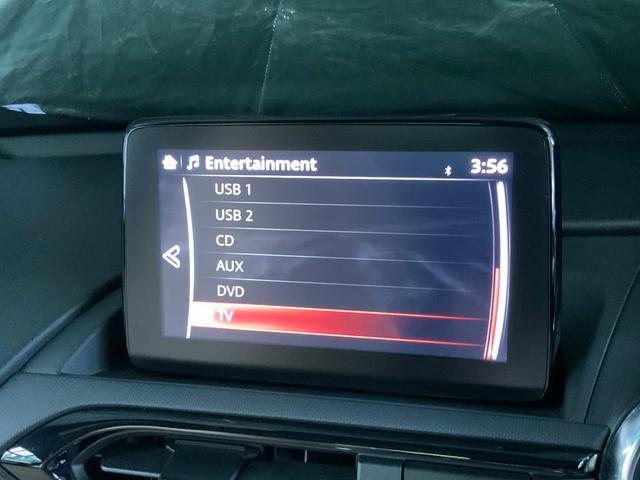 Entertainment 3:56
USB 1
USB 2
CD
AUX
DVD
TV